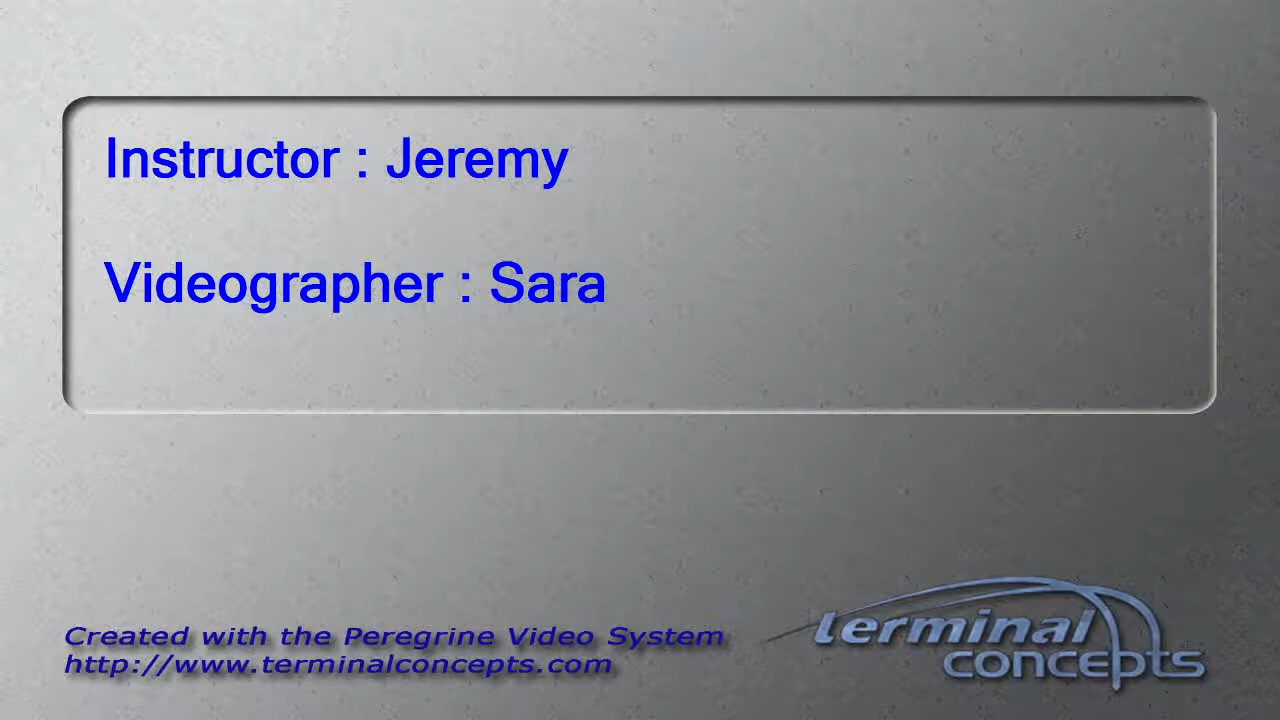 Instructor : Jeremy
Videographer : Sara
Created with the Peregrine Video System
http://www.terminalconcepts.com
terminal
concepts